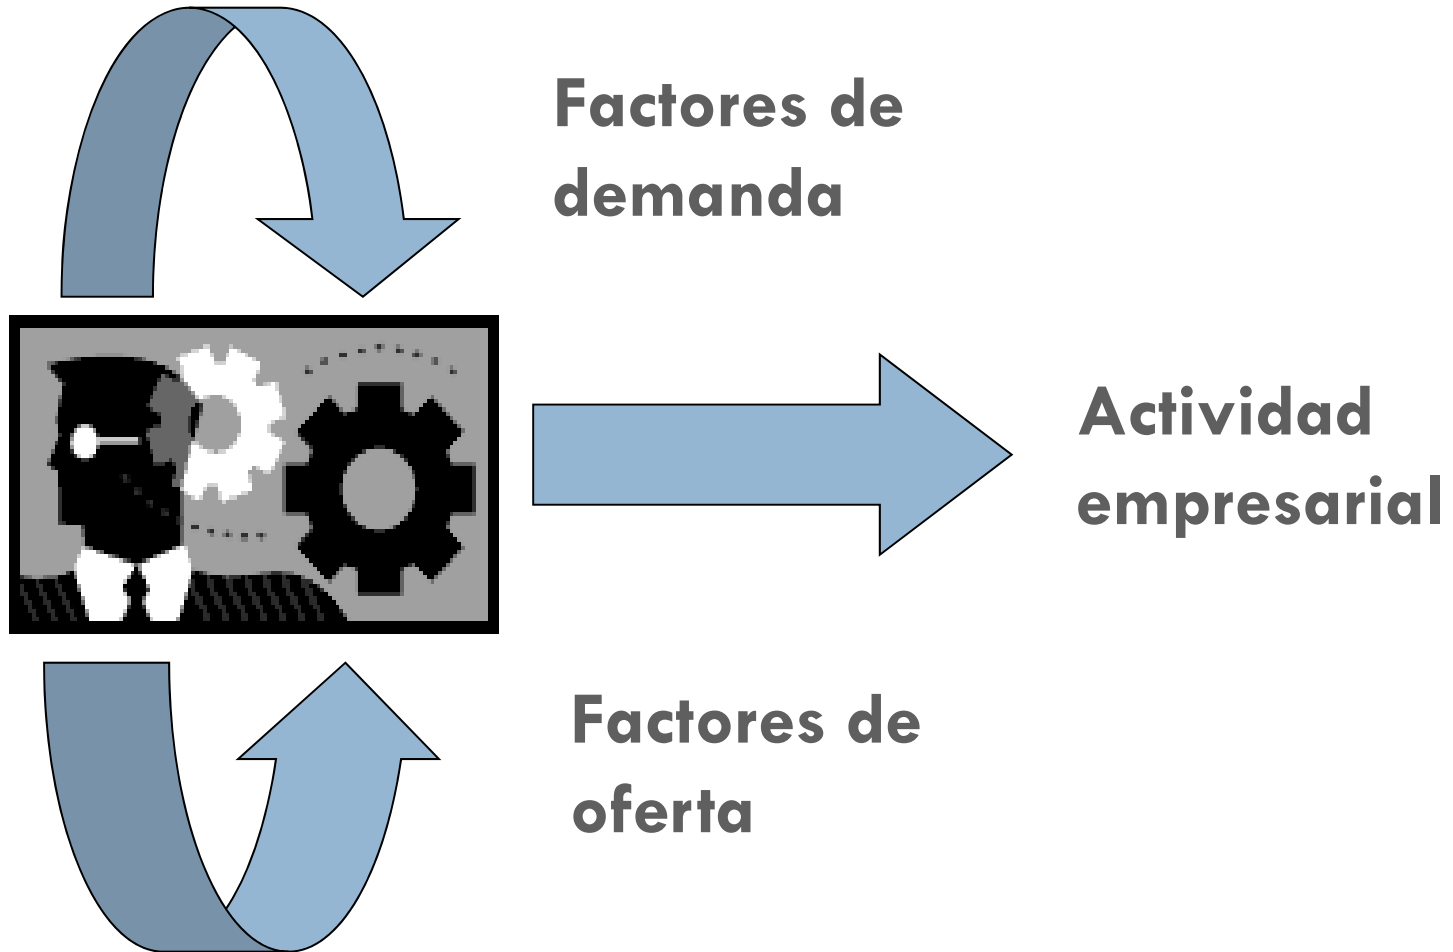 Factores de
demanda
Actividad
empresarial
Factores de
oferta